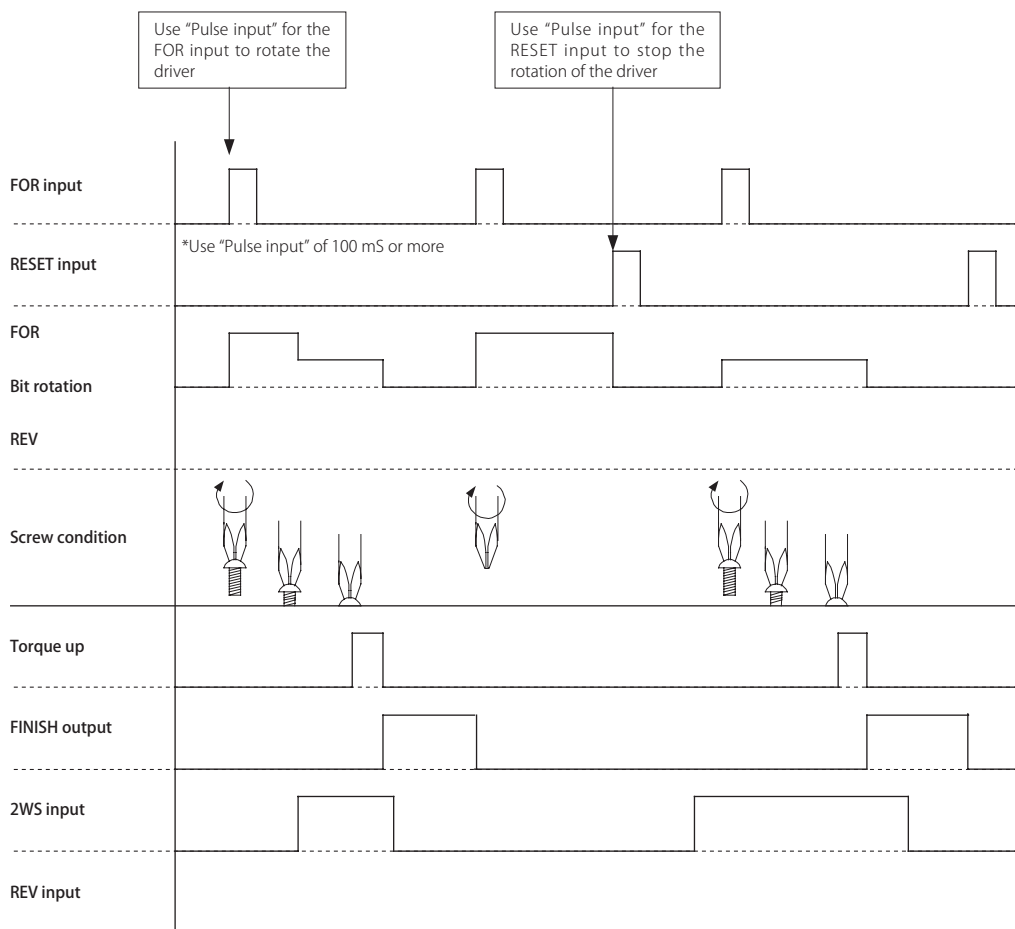 Use “Pulse input” for the
FOR input to rotate the
driver
Use “Pulse input” for the
RESET input to stop the
rotation of the driver
FOR input
*Use “Pulse input” of 100 mS or more
RESET input
FOR
Bit rotation
REV
Screw condition
Torque up
FINISH output
2WS input
REV input